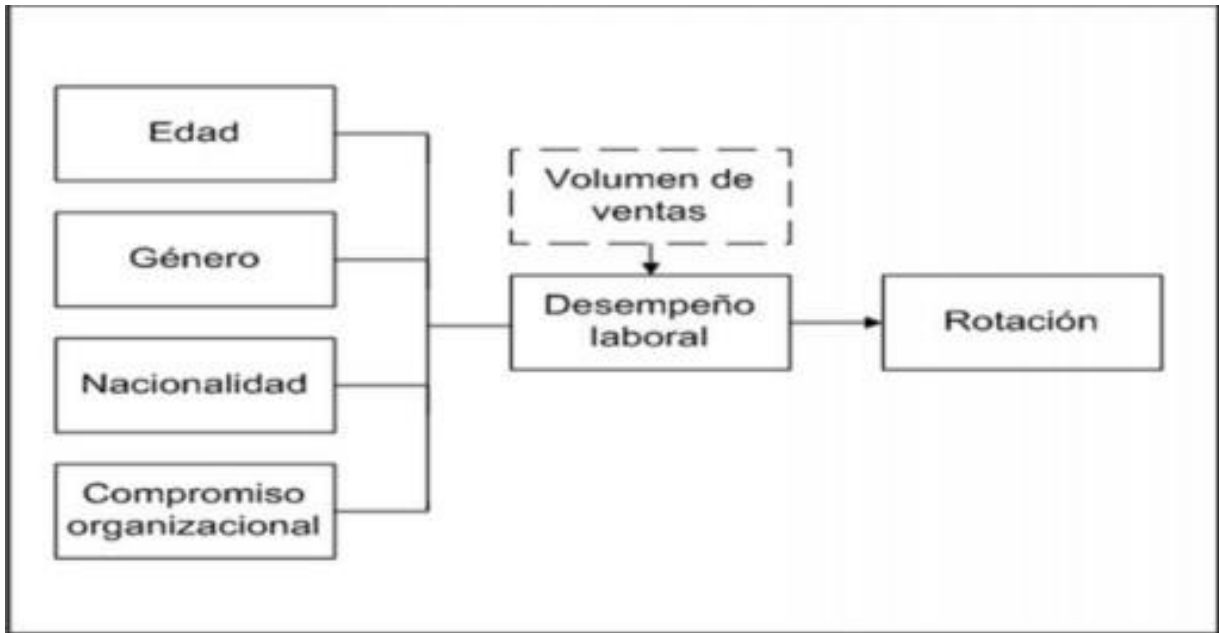 Edad
Género
Nacionalidad
Compromiso
organizacional
Volumen de
ventas
Desempeño
laboral
Rotación